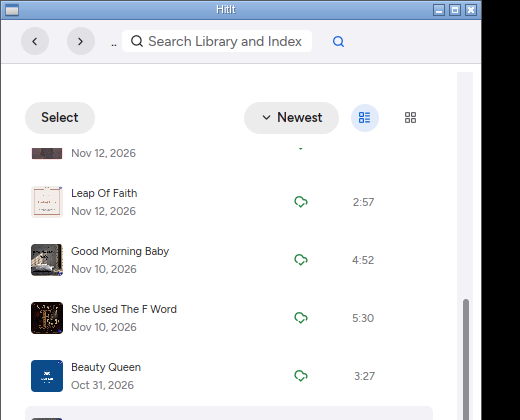 HitIt
..
Search Library and Index
Select
Newest
Nov 12, 2026
Leap Of Faith
Nov 12, 2026
2:57
Good Morning Baby
Nov 10, 2026
4:52
She Used The F Word
Nov 10, 2026
5:30
Beauty Queen
Oct 31, 2026
3:27